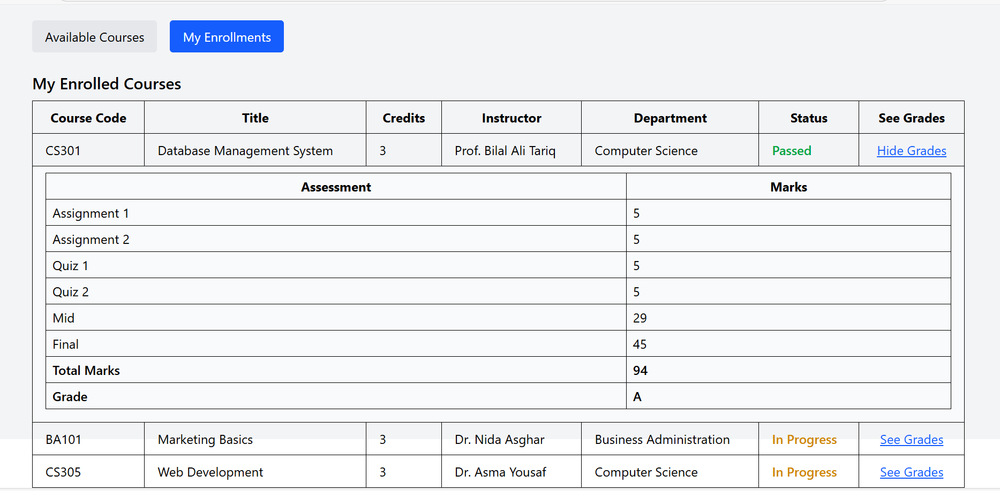 Available Courses
My Enrollments
My Enrolled Courses
Course Code Title Credits Instructor Department Status See Grades
CS301 Database Management System 3 Prof. Bilal Ali Tariq Computer Science Passed Hide Grades
Assessment Marks
Assignment 1 5
Assignment 2 5
Quiz 1 5
Quiz 2 5
Mid 29
Final 45
Total Marks 94
Grade A
BA101 Marketing Basics 3 Dr. Nida Asghar Business Administration In Progress See Grades
CS305 Web Development 3 Dr. Asma Yousaf Computer Science In Progress See Grades